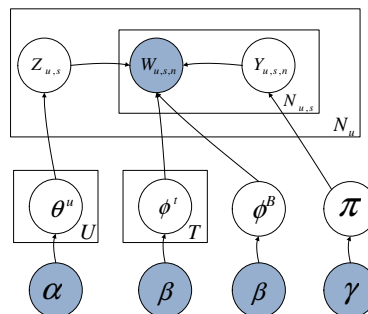 Z_{u,s} W_{u,s,n} Y_{u,s,n}
N_{u,s}
N_u
θ^u ϕ^t ϕ^B π
U T
α β β γ